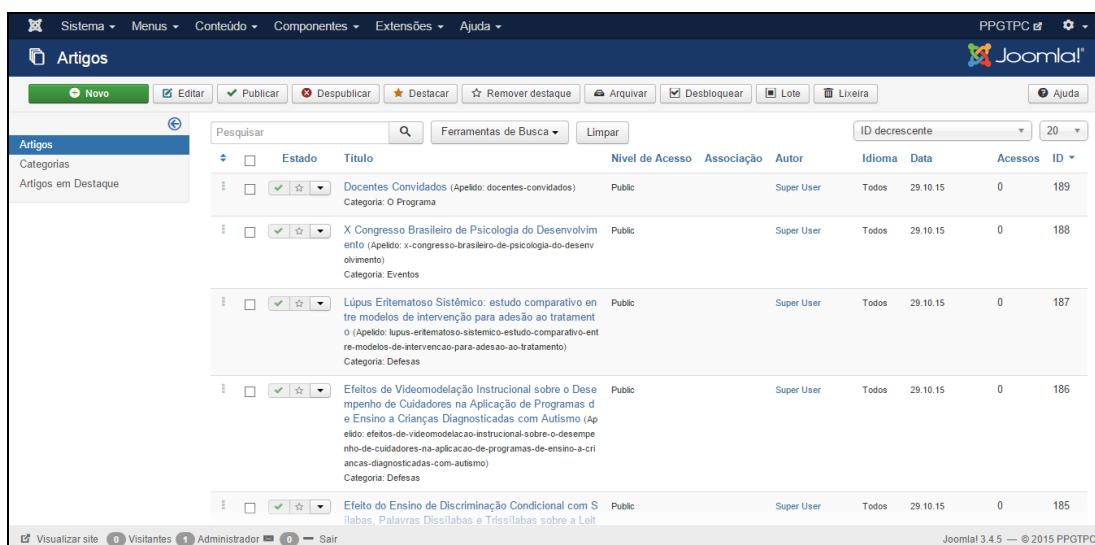 Sistema Menus Conteúdo Componentes Extensões Ajuda PPGTPC
Artigos Joomla!®
Novo Editar Publicar Despublicar Destacar Remover destaque Arquivar Desbloquear Lote Lixeira Ajuda
Pesquisar Ferramentas de Busca Limpar ID decrescente 20
Artigos
Categorias
Artigos em Destaque
Estado Título Nível de Acesso Associação Autor Idioma Data Acessos ID
Docentes Convidados (Apelido: docentes-convidados) Public Super User Todos 29.10.15 0 189
Categoria: O Programa
X Congresso Brasileiro de Psicologia do Desenvolvim Public Super User Todos 29.10.15 0 188
ento (Apelido: x-congresso-brasileiro-de-psicologia-do-desenv
olvimento)
Categoria: Eventos
Lúpus Eritematoso Sistêmico: estudo comparativo en Public Super User Todos 29.10.15 0 187
tre modelos de intervenção para adesão ao tratament
o (Apelido: lupus-eritematoso-sistemico-estudo-comparativo-ent
re-modelos-de-intervencao-para-adesao-ao-tratamento)
Categoria: Defesas
Efeitos de Videomodelação Instrucional sobre o Dese Public Super User Todos 29.10.15 0 186
mpenho de Cuidadores na Aplicação de Programas d
e Ensino a Crianças Diagnosticadas com Autismo (Ap
elido: efeitos-de-videomodelacao-instrucional-sobre-o-desempe
nho-de-cuidadores-na-aplicacao-de-programas-de-ensino-a-cri
ancas-diagnosticadas-com-autismo)
Categoria: Defesas
Efeito do Ensino de Discriminação Condicional com S Public Super User Todos 29.10.15 0 185
ílabas, Palavras Dissílabas e Trissílabas sobre a Leit
Visualizar site 0 Visitantes 1 Administrador 0 Sair Joomla! 3.4.5 — © 2015 PPGTPC